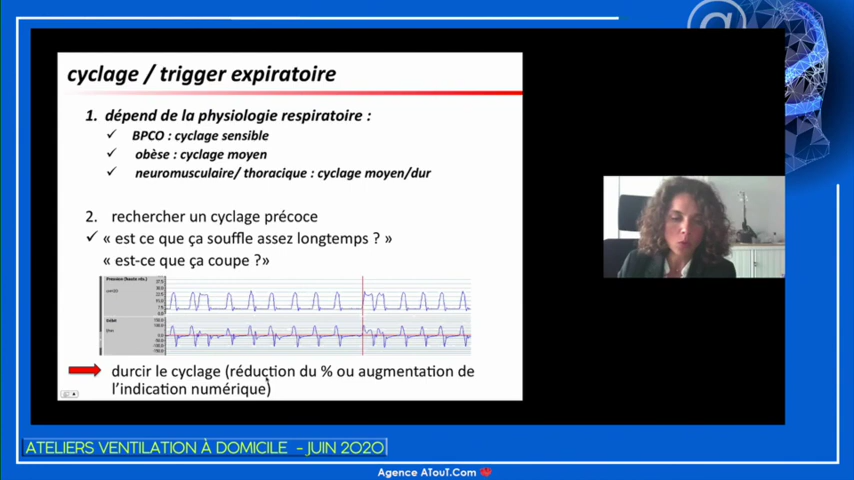 cyclage / trigger expiratoire
1. dépend de la physiologie respiratoire :
✓ BPCO : cyclage sensible
✓ obèse : cyclage moyen
✓ neuromusculaire/ thoracique : cyclage moyen/dur
2. rechercher un cyclage précoce
✓ « est ce que ça souffle assez longtemps ? »
« est-ce que ça coupe ?»
durcir le cyclage (réduction du % ou augmentation de
l'indication numérique)
ATELIERS VENTILATION À DOMICILE - JUIN 2020
Agence ATouT.Com